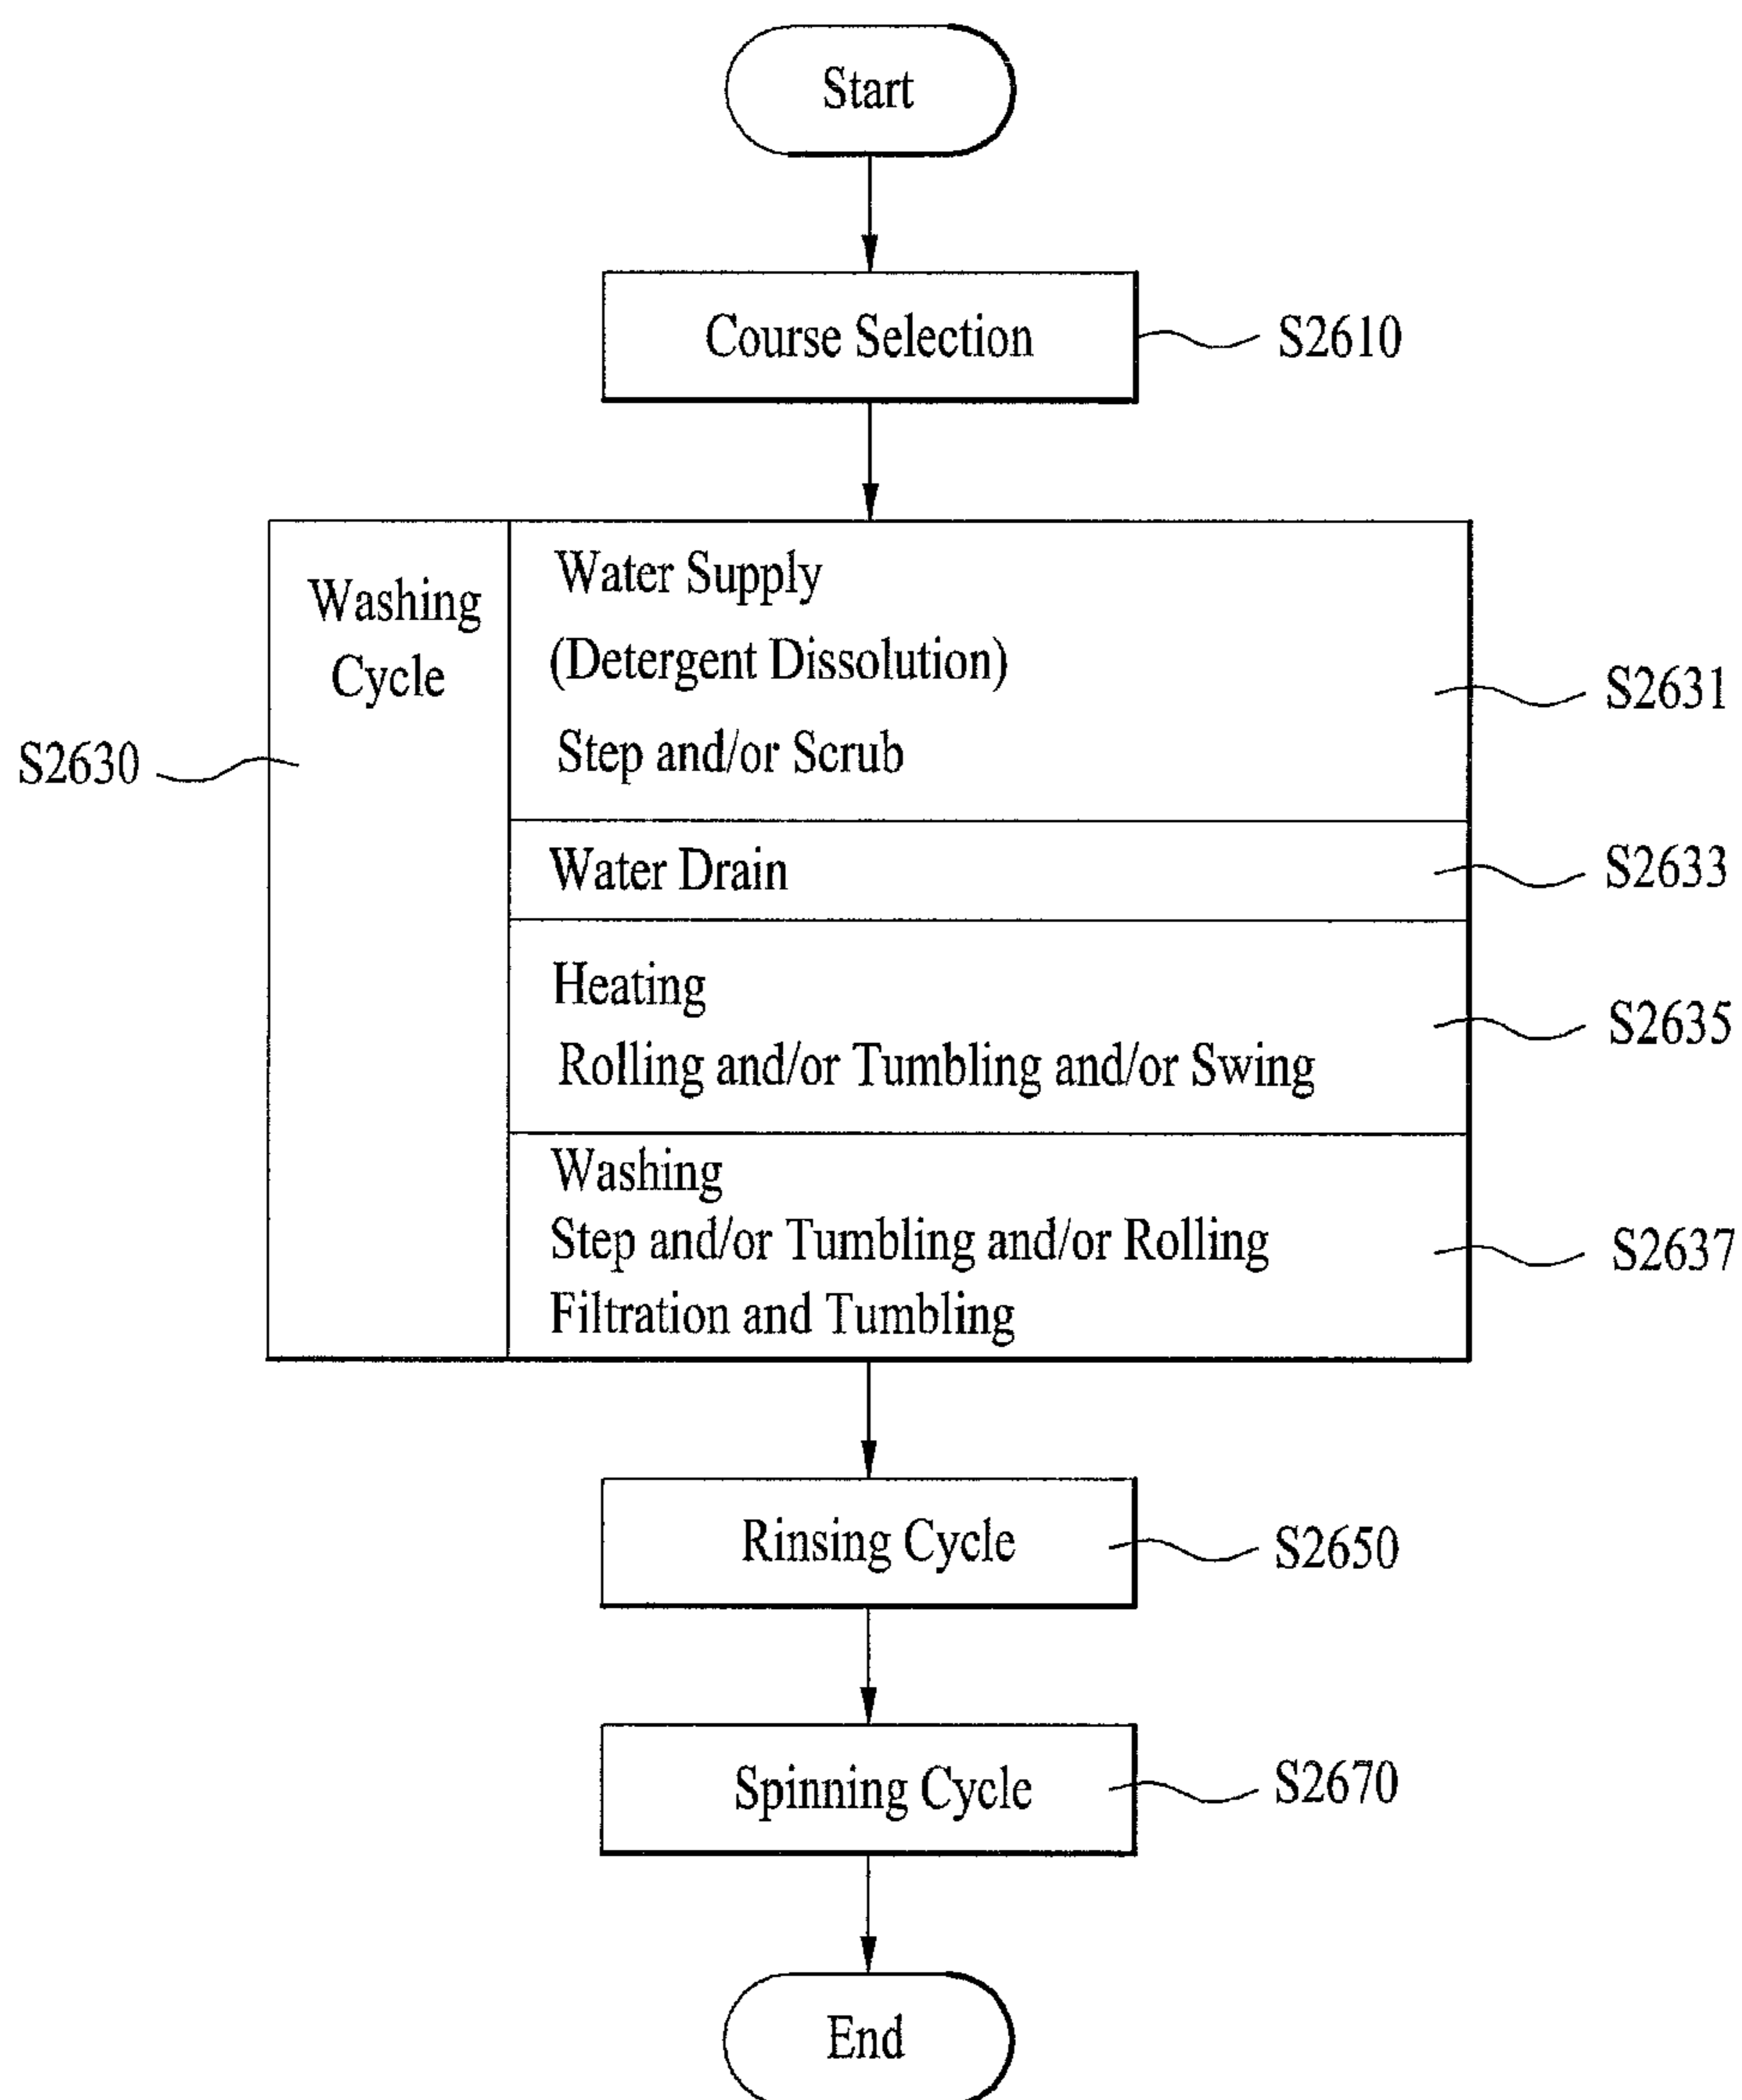 Start
Course Selection
S2610
Washing
Cycle
S2630
Water Supply
(Detergent Dissolution)
Step and/or Scrub
S2631
Water Drain
S2633
Heating
Rolling and/or Tumbling and/or Swing
S2635
Washing
Step and/or Tumbling and/or Rolling
Filtration and Tumbling
S2637
Rinsing Cycle
S2650
Spinning Cycle
S2670
End